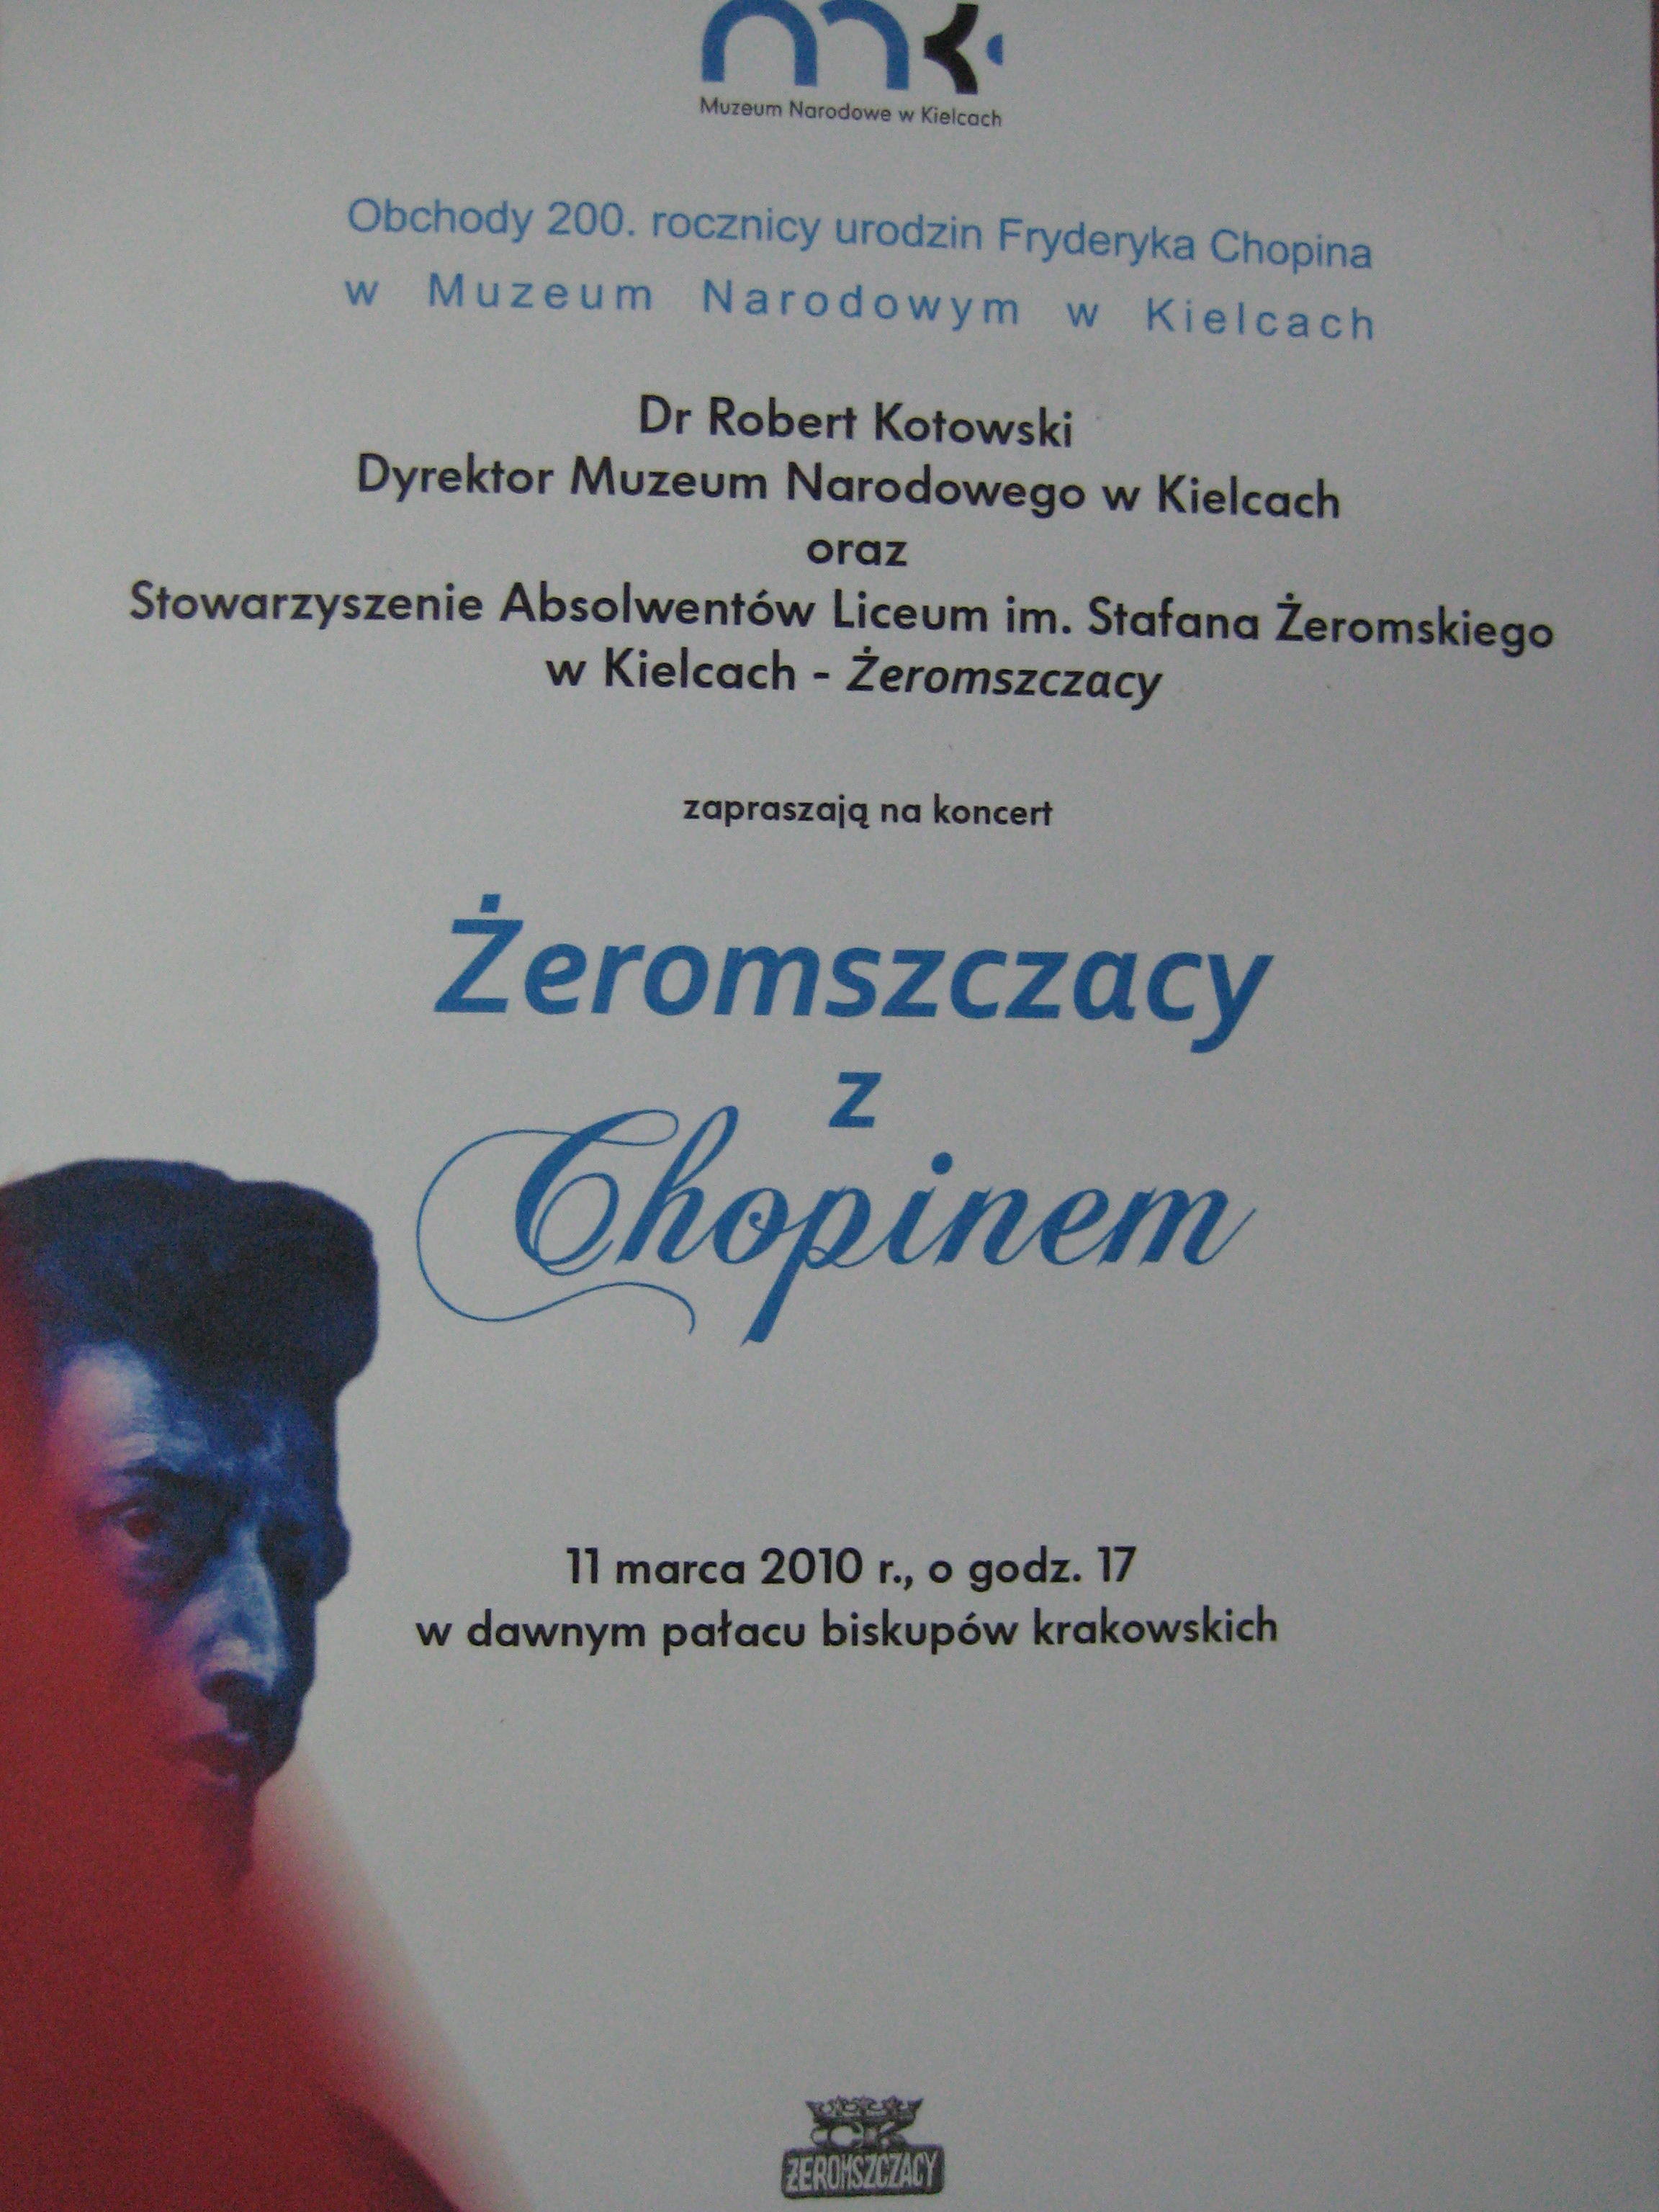 mk
Muzeum Narodowe w Kielcach
Obchody 200. rocznicy urodzin Fryderyka Chopina
w Muzeum Narodowym w Kielcach
Dr Robert Kotowski
Dyrektor Muzeum Narodowego w Kielcach
oraz
Stowarzyszenie Absolwentów Liceum im. Stafana Żeromskiego
w Kielcach - Żeromszczacy
zapraszają na koncert
Żeromszczacy
z
Chopinem
11 marca 2010 r., o godz. 17
w dawnym pałacu biskupów krakowskich
CK
ŻEROMSZCZACY